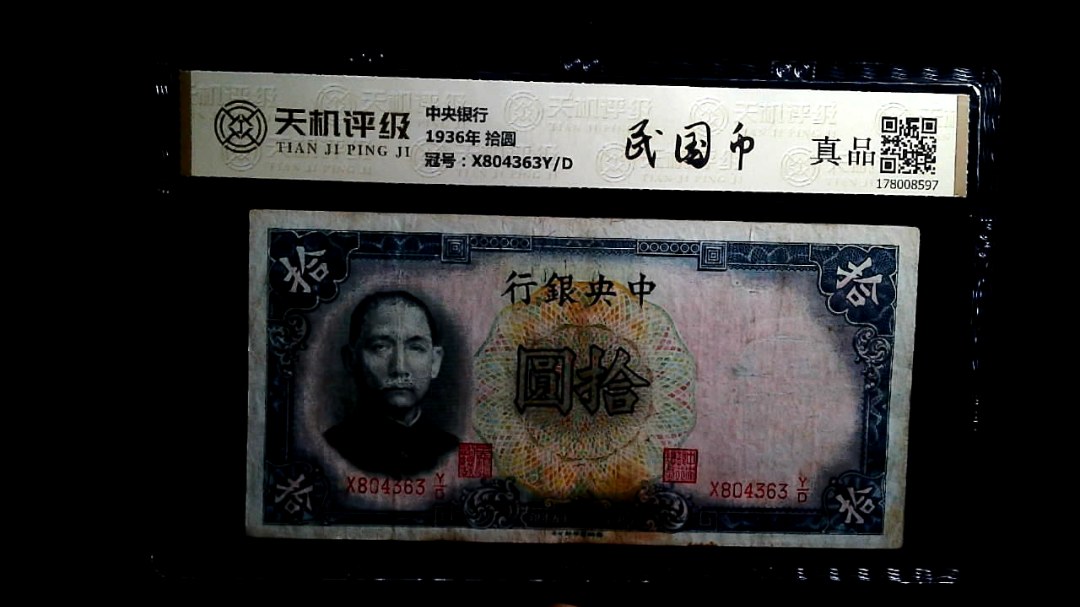 天机评级
TIAN JI PING JI
中央银行
1936年 拾圆
冠号：X804363Y/D
民国币
真品
178008597
拾
拾
行銀央中
圓拾
X804363 Y/D
X804363 Y/D
拾
拾